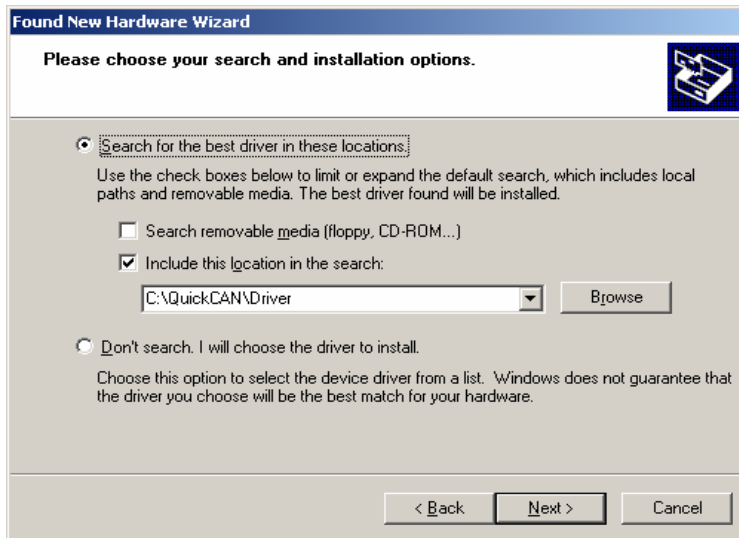 Found New Hardware Wizard
Please choose your search and installation options.
Search for the best driver in these locations.
Use the check boxes below to limit or expand the default search, which includes local
paths and removable media. The best driver found will be installed.
Search removable media (floppy, CD-ROM...)
Include this location in the search:
C:\QuickCAN\Driver
Browse
Don't search. I will choose the driver to install.
Choose this option to select the device driver from a list. Windows does not guarantee that
the driver you choose will be the best match for your hardware.
< Back Next > Cancel